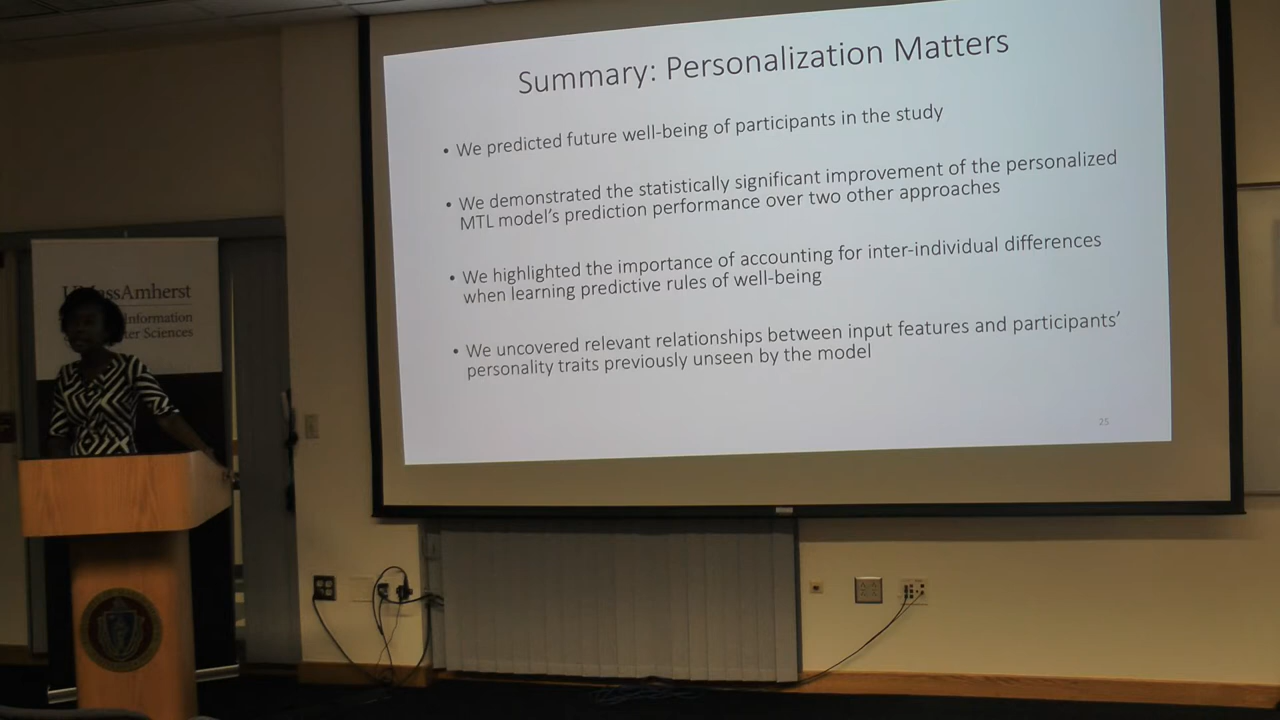 Summary: Personalization Matters
• We predicted future well-being of participants in the study
• We demonstrated the statistically significant improvement of the personalized
MTL model's prediction performance over two other approaches
• We highlighted the importance of accounting for inter-individual differences
when learning predictive rules of well-being
• We uncovered relevant relationships between input features and participants'
personality traits previously unseen by the model
25
Information
Sciences